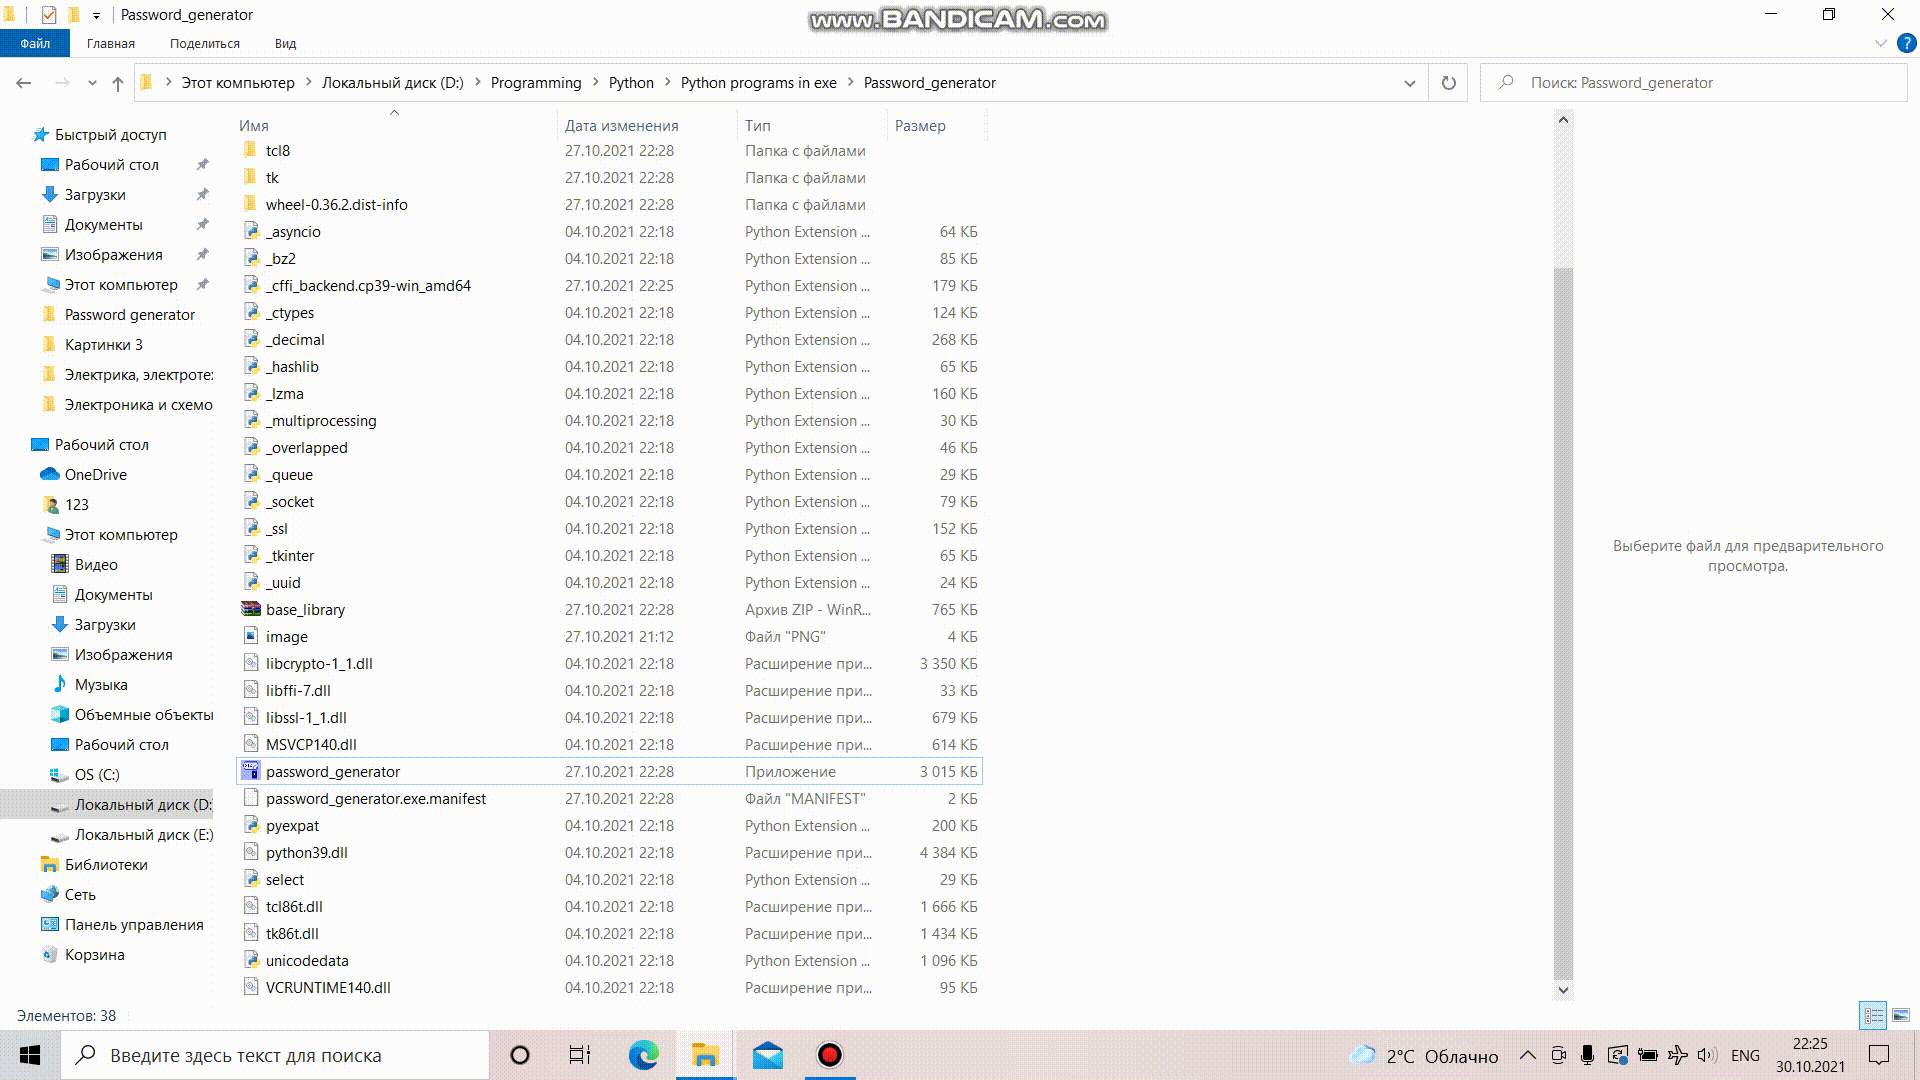 Password_generator
www.BANDICAM.com
Файл Главная Поделиться Вид
Этот компьютер Локальный диск (D:) Programming Python Python programs in exe Password_generator
Поиск: Password_generator
Быстрый доступ
Рабочий стол
Загрузки
Документы
Изображения
Этот компьютер
Password generator
Картинки 3
Электрика, электроте
Электроника и схемо
Рабочий стол
OneDrive
123
Этот компьютер
Видео
Документы
Загрузки
Изображения
Музыка
Объемные объекты
Рабочий стол
OS (C:)
Локальный диск (D:
Локальный диск (E:)
Библиотеки
Сеть
Панель управления
Корзина
Имя Дата изменения Тип Размер
tcl8 27.10.2021 22:28 Папка с файлами
tk 27.10.2021 22:28 Папка с файлами
wheel-0.36.2.dist-info 27.10.2021 22:28 Папка с файлами
_asyncio 04.10.2021 22:18 Python Extension ... 64 КБ
_bz2 04.10.2021 22:18 Python Extension ... 85 КБ
_cffi_backend.cp39-win_amd64 27.10.2021 22:25 Python Extension ... 179 КБ
_ctypes 04.10.2021 22:18 Python Extension ... 124 КБ
_decimal 04.10.2021 22:18 Python Extension ... 268 КБ
_hashlib 04.10.2021 22:18 Python Extension ... 65 КБ
_lzma 04.10.2021 22:18 Python Extension ... 160 КБ
_multiprocessing 04.10.2021 22:18 Python Extension ... 30 КБ
_overlapped 04.10.2021 22:18 Python Extension ... 46 КБ
_queue 04.10.2021 22:18 Python Extension ... 29 КБ
_socket 04.10.2021 22:18 Python Extension ... 79 КБ
_ssl 04.10.2021 22:18 Python Extension ... 152 КБ
_tkinter 04.10.2021 22:18 Python Extension ... 65 КБ
_uuid 04.10.2021 22:18 Python Extension ... 24 КБ
base_library 27.10.2021 22:28 Архив ZIP - WinR... 765 КБ
image 27.10.2021 21:12 Файл "PNG" 4 КБ
libcrypto-1_1.dll 04.10.2021 22:18 Расширение при... 3 350 КБ
libffi-7.dll 04.10.2021 22:18 Расширение при... 33 КБ
libssl-1_1.dll 04.10.2021 22:18 Расширение при... 679 КБ
MSVCP140.dll 04.10.2021 22:18 Расширение при... 614 КБ
password_generator 27.10.2021 22:28 Приложение 3 015 КБ
password_generator.exe.manifest 27.10.2021 22:28 Файл "MANIFEST" 2 КБ
pyexpat 04.10.2021 22:18 Python Extension ... 200 КБ
python39.dll 04.10.2021 22:18 Расширение при... 4 384 КБ
select 04.10.2021 22:18 Python Extension ... 29 КБ
tcl86t.dll 04.10.2021 22:18 Расширение при... 1 666 КБ
tk86t.dll 04.10.2021 22:18 Расширение при... 1 434 КБ
unicodedata 04.10.2021 22:18 Python Extension ... 1 096 КБ
VCRUNTIME140.dll 04.10.2021 22:18 Расширение при... 95 КБ
Выберите файл для предварительного
просмотра.
Элементов: 38
Введите здесь текст для поиска
2°C Облачно
ENG
22:25
30.10.2021